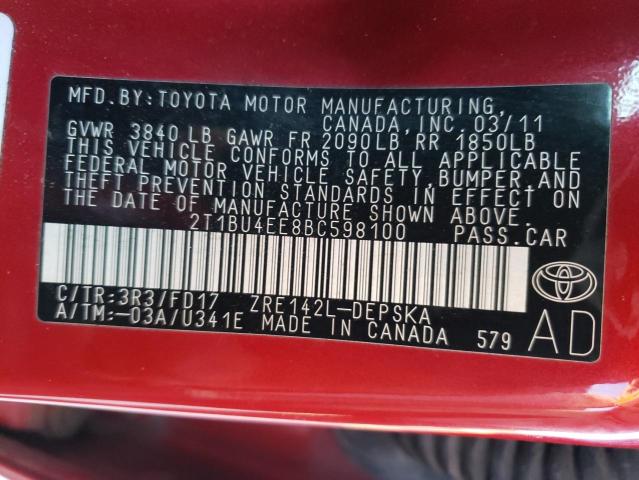 MFD. BY: TOYOTA MOTOR MANUFACTURING,
CANADA, INC. 03/11
GVWR 3840 LB GAWR FR 2090LB RR 1850LB
THIS VEHICLE CONFORMS TO ALL APPLICABLE
FEDERAL MOTOR VEHICLE SAFETY, BUMPER, AND
THEFT PREVENTION STANDARDS IN EFFECT ON
THE DATE OF MANUFACTURE SHOWN ABOVE.
2T1BU4EE8BC598100 PASS.CAR
C/TR:3R3/FD17 ZRE142L-DEPSKA
A/TM:-03A/U341E MADE IN CANADA 579
AD